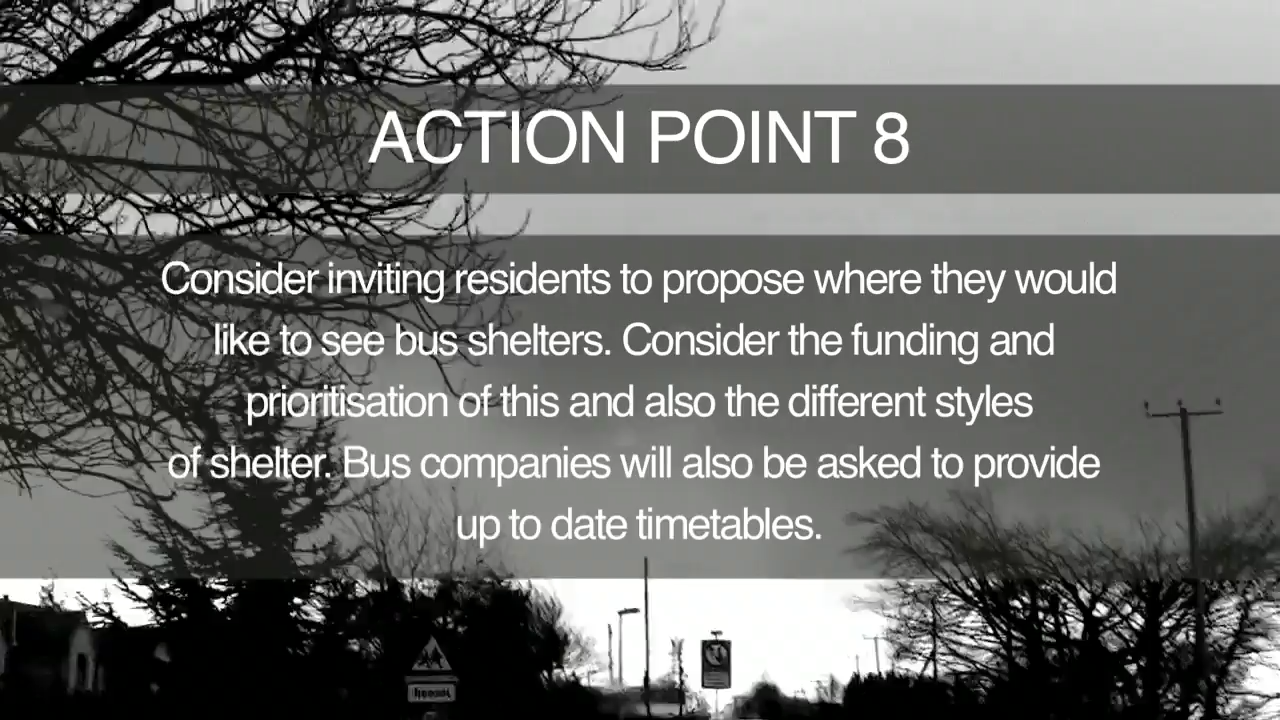 ACTION POINT 8
Consider inviting residents to propose where they would
like to see bus shelters. Consider the funding and
prioritisation of this and also the different styles
of shelter. Bus companies will also be asked to provide
up to date timetables.